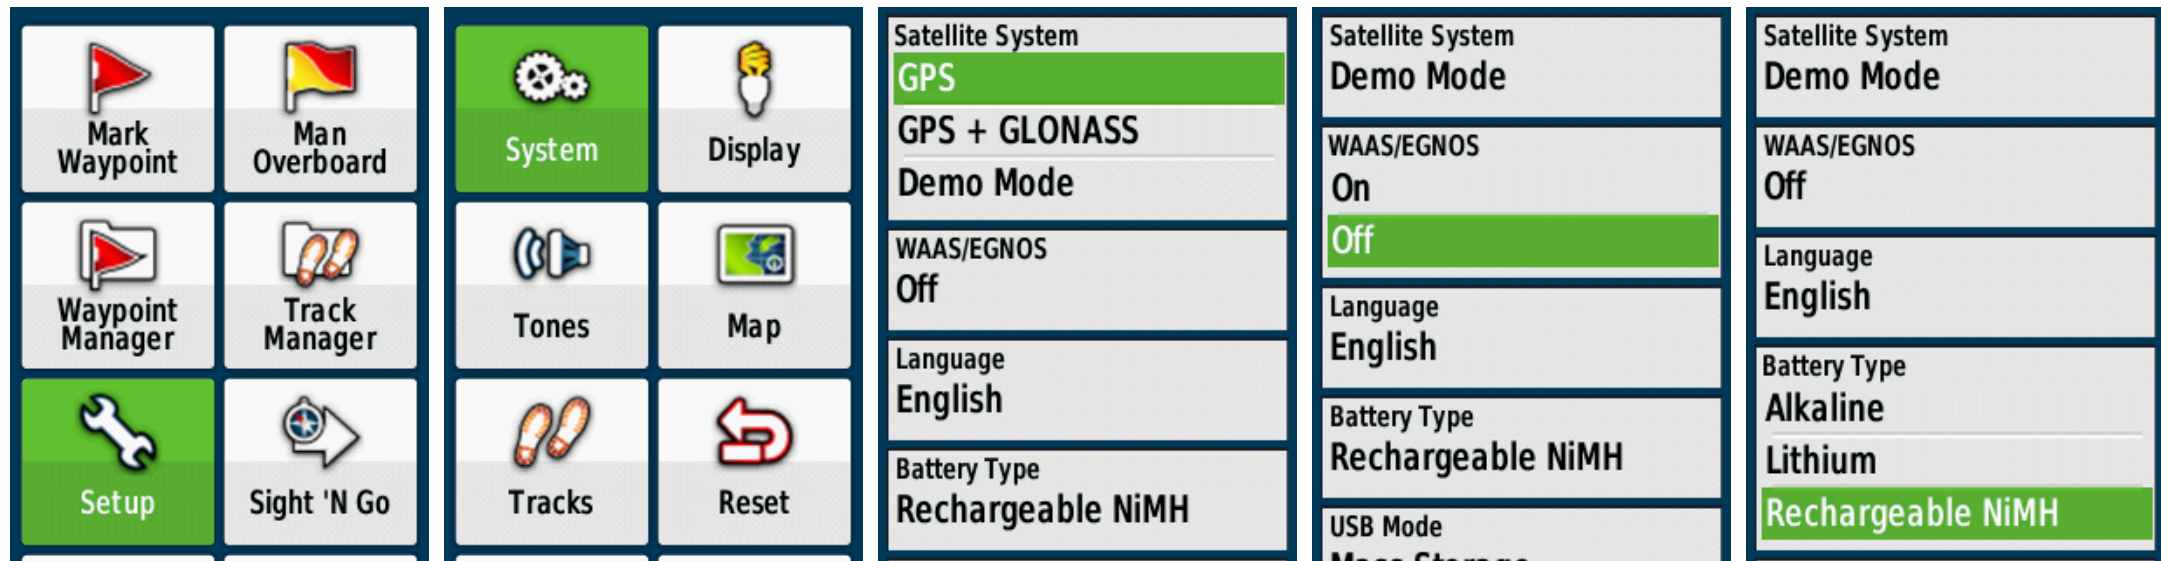 Mark
Waypoint
Man
Overboard
Waypoint
Manager
Track
Manager
Setup
Sight 'N Go
System
Display
Tones
Map
Tracks
Reset
Satellite System
GPS
GPS + GLONASS
Demo Mode
WAAS/EGNOS
Off
Language
English
Battery Type
Rechargeable NiMH
Satellite System
Demo Mode
WAAS/EGNOS
On
Off
Language
English
Battery Type
Rechargeable NiMH
USB Mode
Mass Storage
Satellite System
Demo Mode
WAAS/EGNOS
Off
Language
English
Battery Type
Alkaline
Lithium
Rechargeable NiMH